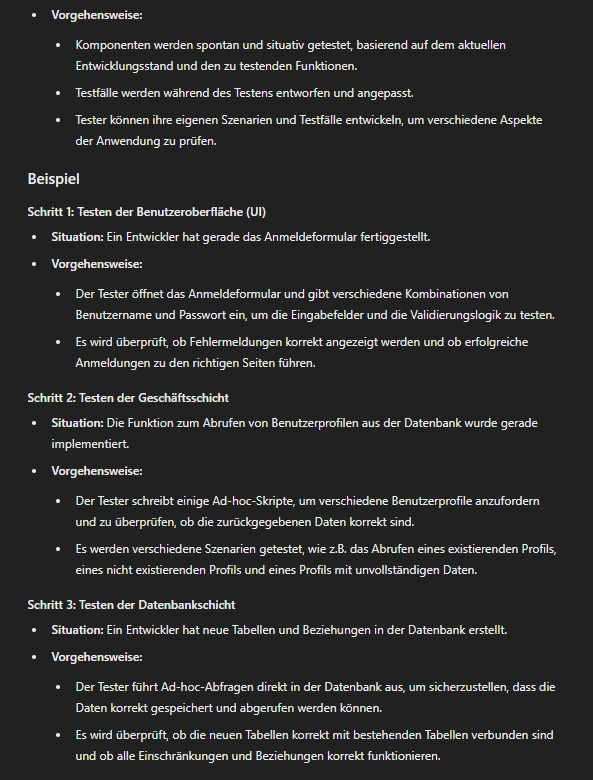 • Vorgehensweise:
• Komponenten werden spontan und situativ getestet, basierend auf dem aktuellen
Entwicklungsstand und den zu testenden Funktionen.
• Testfälle werden während des Testens entworfen und angepasst.
• Tester können ihre eigenen Szenarien und Testfälle entwickeln, um verschiedene Aspekte
der Anwendung zu prüfen.
Beispiel
Schritt 1: Testen der Benutzeroberfläche (UI)
• Situation: Ein Entwickler hat gerade das Anmeldeformular fertiggestellt.
• Vorgehensweise:
• Der Tester öffnet das Anmeldeformular und gibt verschiedene Kombinationen von
Benutzername und Passwort ein, um die Eingabefelder und die Validierungslogik zu testen.
• Es wird überprüft, ob Fehlermeldungen korrekt angezeigt werden und ob erfolgreiche
Anmeldungen zu den richtigen Seiten führen.
Schritt 2: Testen der Geschäftsschicht
• Situation: Die Funktion zum Abrufen von Benutzerprofilen aus der Datenbank wurde gerade
implementiert.
• Vorgehensweise:
• Der Tester schreibt einige Ad-hoc-Skripte, um verschiedene Benutzerprofile anzufordern
und zu überprüfen, ob die zurückgegebenen Daten korrekt sind.
• Es werden verschiedene Szenarien getestet, wie z.B. das Abrufen eines existierenden Profils,
eines nicht existierenden Profils und eines Profils mit unvollständigen Daten.
Schritt 3: Testen der Datenbankschicht
• Situation: Ein Entwickler hat neue Tabellen und Beziehungen in der Datenbank erstellt.
• Vorgehensweise:
• Der Tester führt Ad-hoc-Abfragen direkt in der Datenbank aus, um sicherzustellen, dass die
Daten korrekt gespeichert und abgerufen werden können.
• Es wird überprüft, ob die neuen Tabellen korrekt mit bestehenden Tabellen verbunden sind
und ob alle Einschränkungen und Beziehungen korrekt funktionieren.